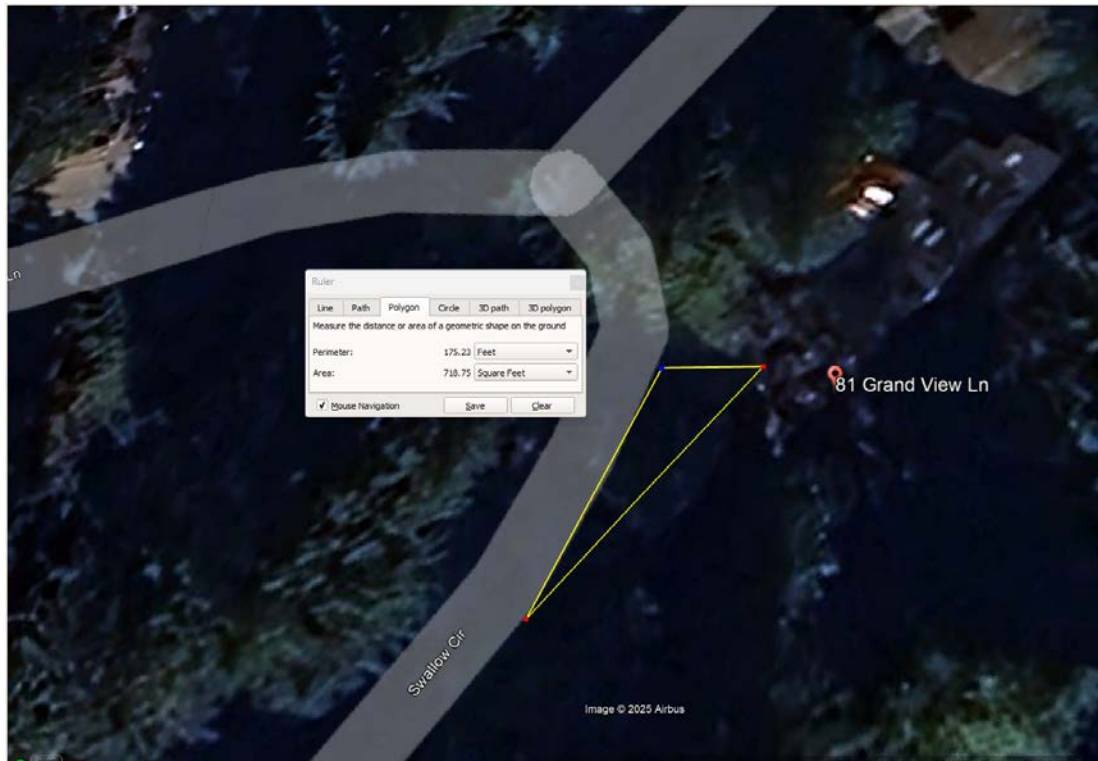 Ln
Ruler
Line Path Polygon Circle 3D path 3D polygon
Measure the distance or area of a geometric shape on the ground
Perimeter: 175.23 Feet
Area: 718.75 Square Feet
Mouse Navigation Save Clear
81 Grand View Ln
Swallow Cir
Image © 2025 Airbus